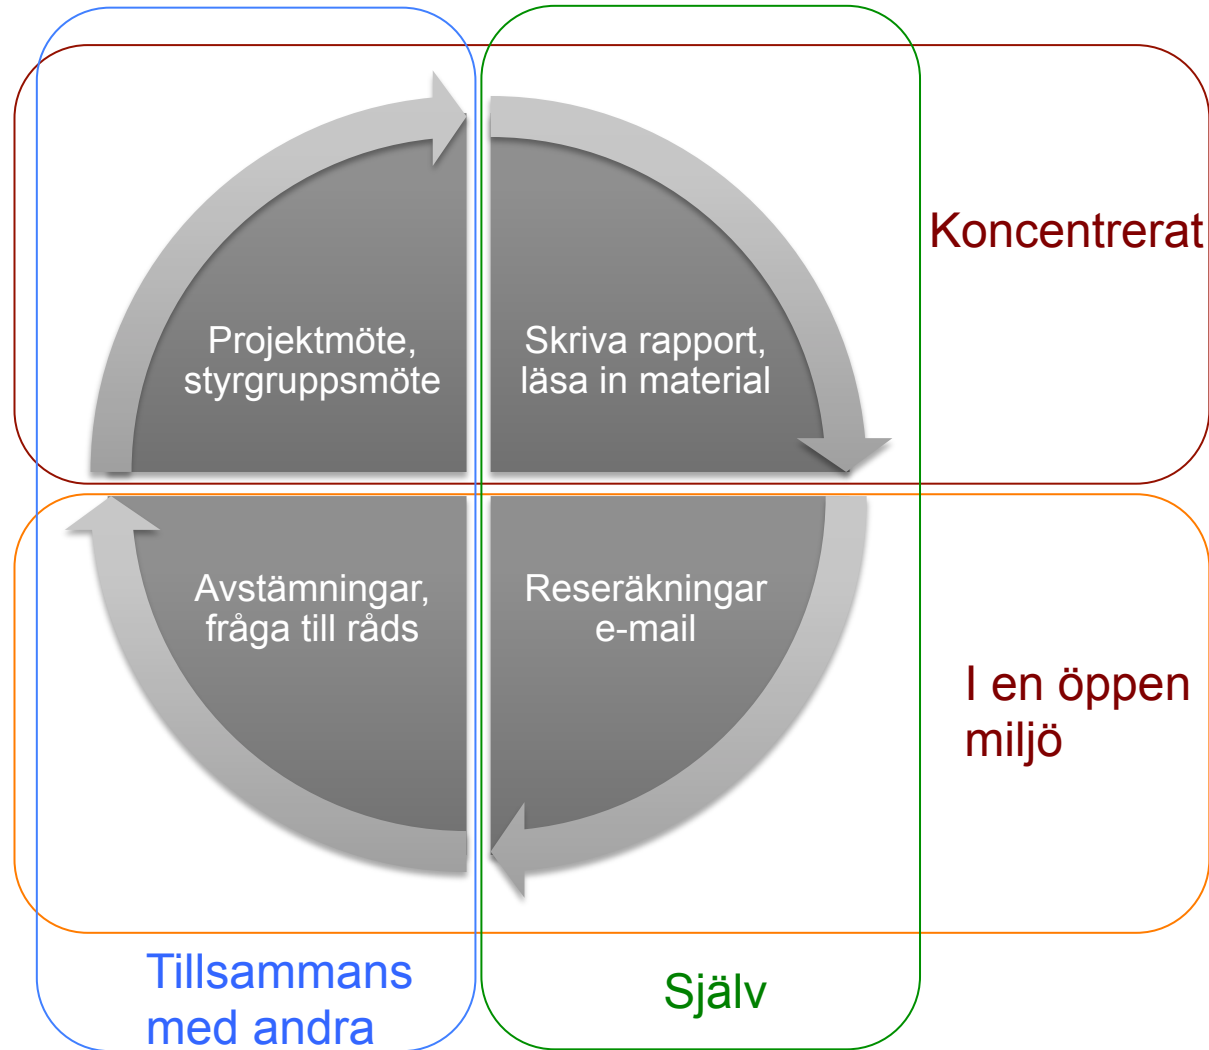 Koncentrerat
Projektmöte,
styrgruppsmöte
Skriva rapport,
läsa in material
Avstämningar,
fråga till råds
Reseräkningar
e-mail
I en öppen
miljö
Tillsammans
med andra
Själv